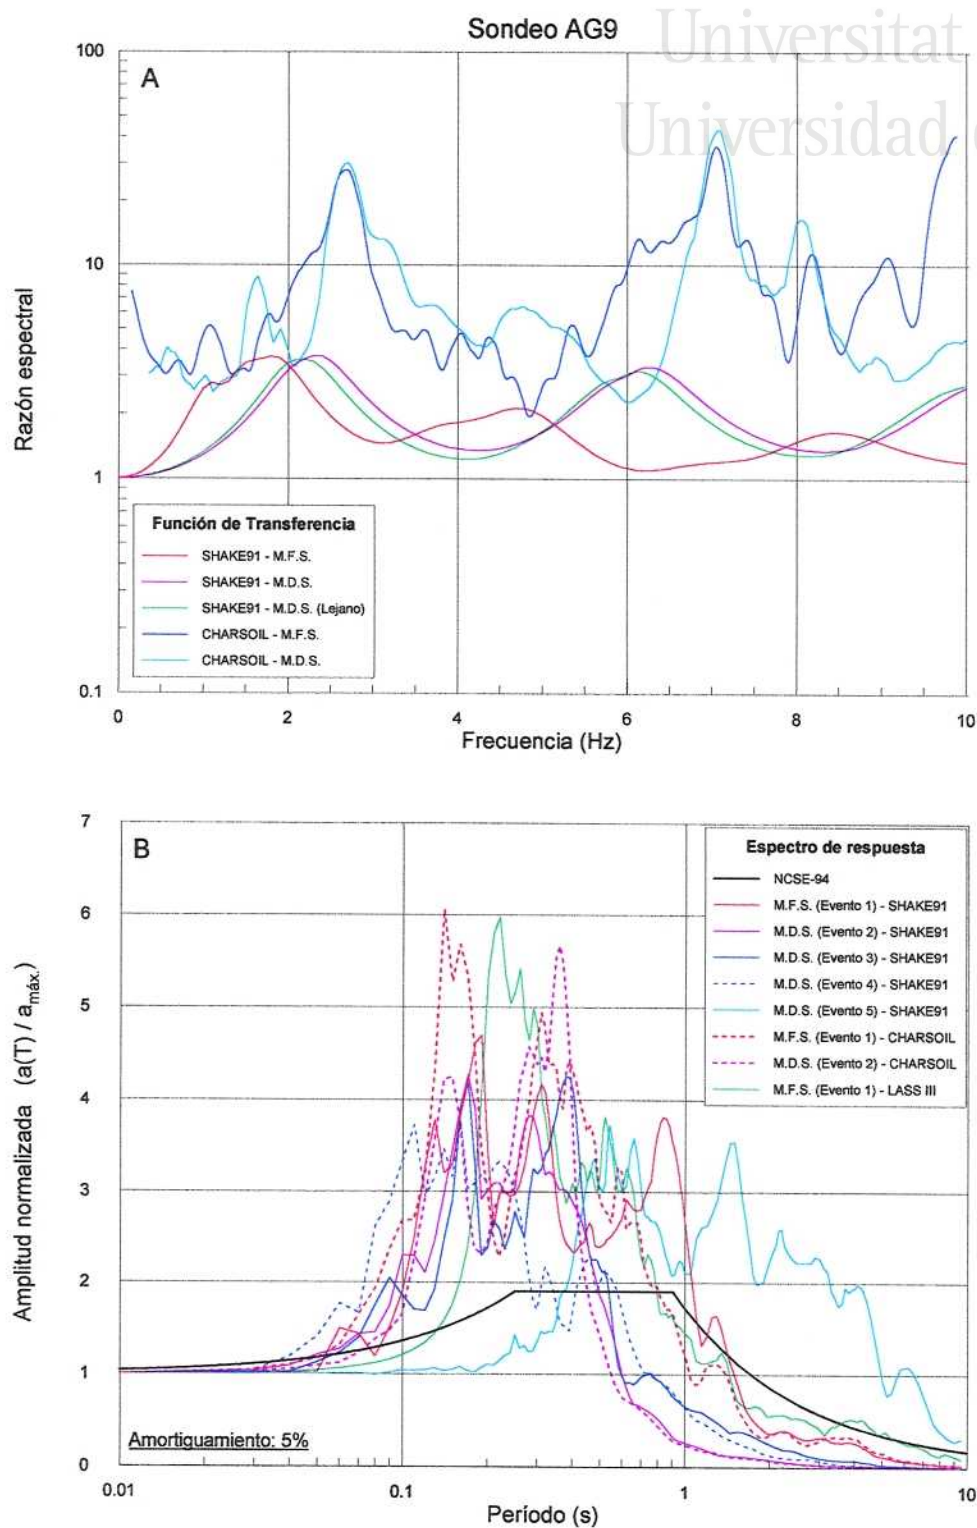 Universitat
Universidad
Sondeo AG9
A
100
10
1
0.1
Razón espectral
Función de Transferencia
SHAKE91 - M.F.S.
SHAKE91 - M.D.S.
SHAKE91 - M.D.S. (Lejano)
CHARSOIL - M.F.S.
CHARSOIL - M.D.S.
0 2 4 6 8 10
Frecuencia (Hz)
B
7
6
5
4
3
2
1
0
Amplitud normalizada (a(T) / amáx.)
Espectro de respuesta
NCSE-94
M.F.S. (Evento 1) - SHAKE91
M.D.S. (Evento 2) - SHAKE91
M.D.S. (Evento 3) - SHAKE91
M.D.S. (Evento 4) - SHAKE91
M.D.S. (Evento 5) - SHAKE91
M.F.S. (Evento 1) - CHARSOIL
M.D.S. (Evento 2) - CHARSOIL
M.F.S. (Evento 1) - LASS III
Amortiguamiento: 5%
0.01 0.1 1 10
Período (s)